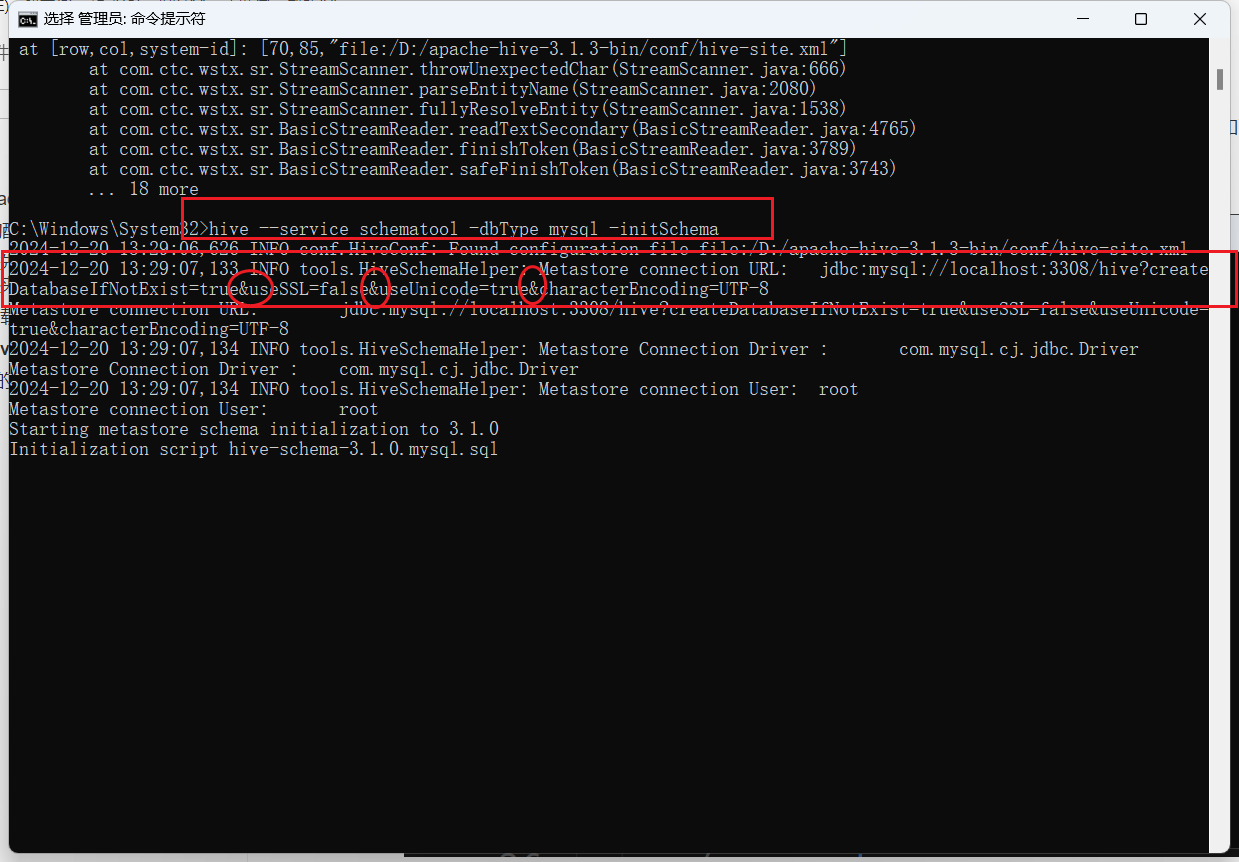 选择 管理员: 命令提示符
at [row,col,system-id]: [70,85,"file:/D:/apache-hive-3.1.3-bin/conf/hive-site.xml"]
at com.ctc.wstx.sr.StreamScanner.throwUnexpectedChar(StreamScanner.java:666)
at com.ctc.wstx.sr.StreamScanner.parseEntityName(StreamScanner.java:2080)
at com.ctc.wstx.sr.StreamScanner.fullyResolveEntity(StreamScanner.java:1538)
at com.ctc.wstx.sr.BasicStreamReader.readTextSecondary(BasicStreamReader.java:4765)
at com.ctc.wstx.sr.BasicStreamReader.finishToken(BasicStreamReader.java:3789)
at com.ctc.wstx.sr.BasicStreamReader.safeFinishToken(BasicStreamReader.java:3743)
... 18 more
C:\Windows\System32>hive --service schematool -dbType mysql -initSchema
2024-12-20 13:29:06,626 INFO conf.HiveConf: Found configuration file file:/D:/apache-hive-3.1.3-bin/conf/hive-site.xml
2024-12-20 13:29:07,133 INFO tools.HiveSchemaHelper: Metastore connection URL: jdbc:mysql://localhost:3308/hive?create
DatabaseIfNotExist=true&useSSL=false&useUnicode=true&characterEncoding=UTF-8
Metastore connection URL: jdbc:mysql://localhost:3308/hive?createDatabaseIfNotExist=true&useSSL=false&useUnicode=
true&characterEncoding=UTF-8
2024-12-20 13:29:07,134 INFO tools.HiveSchemaHelper: Metastore Connection Driver : com.mysql.cj.jdbc.Driver
Metastore Connection Driver : com.mysql.cj.jdbc.Driver
2024-12-20 13:29:07,134 INFO tools.HiveSchemaHelper: Metastore connection User: root
Metastore connection User: root
Starting metastore schema initialization to 3.1.0
Initialization script hive-schema-3.1.0.mysql.sql